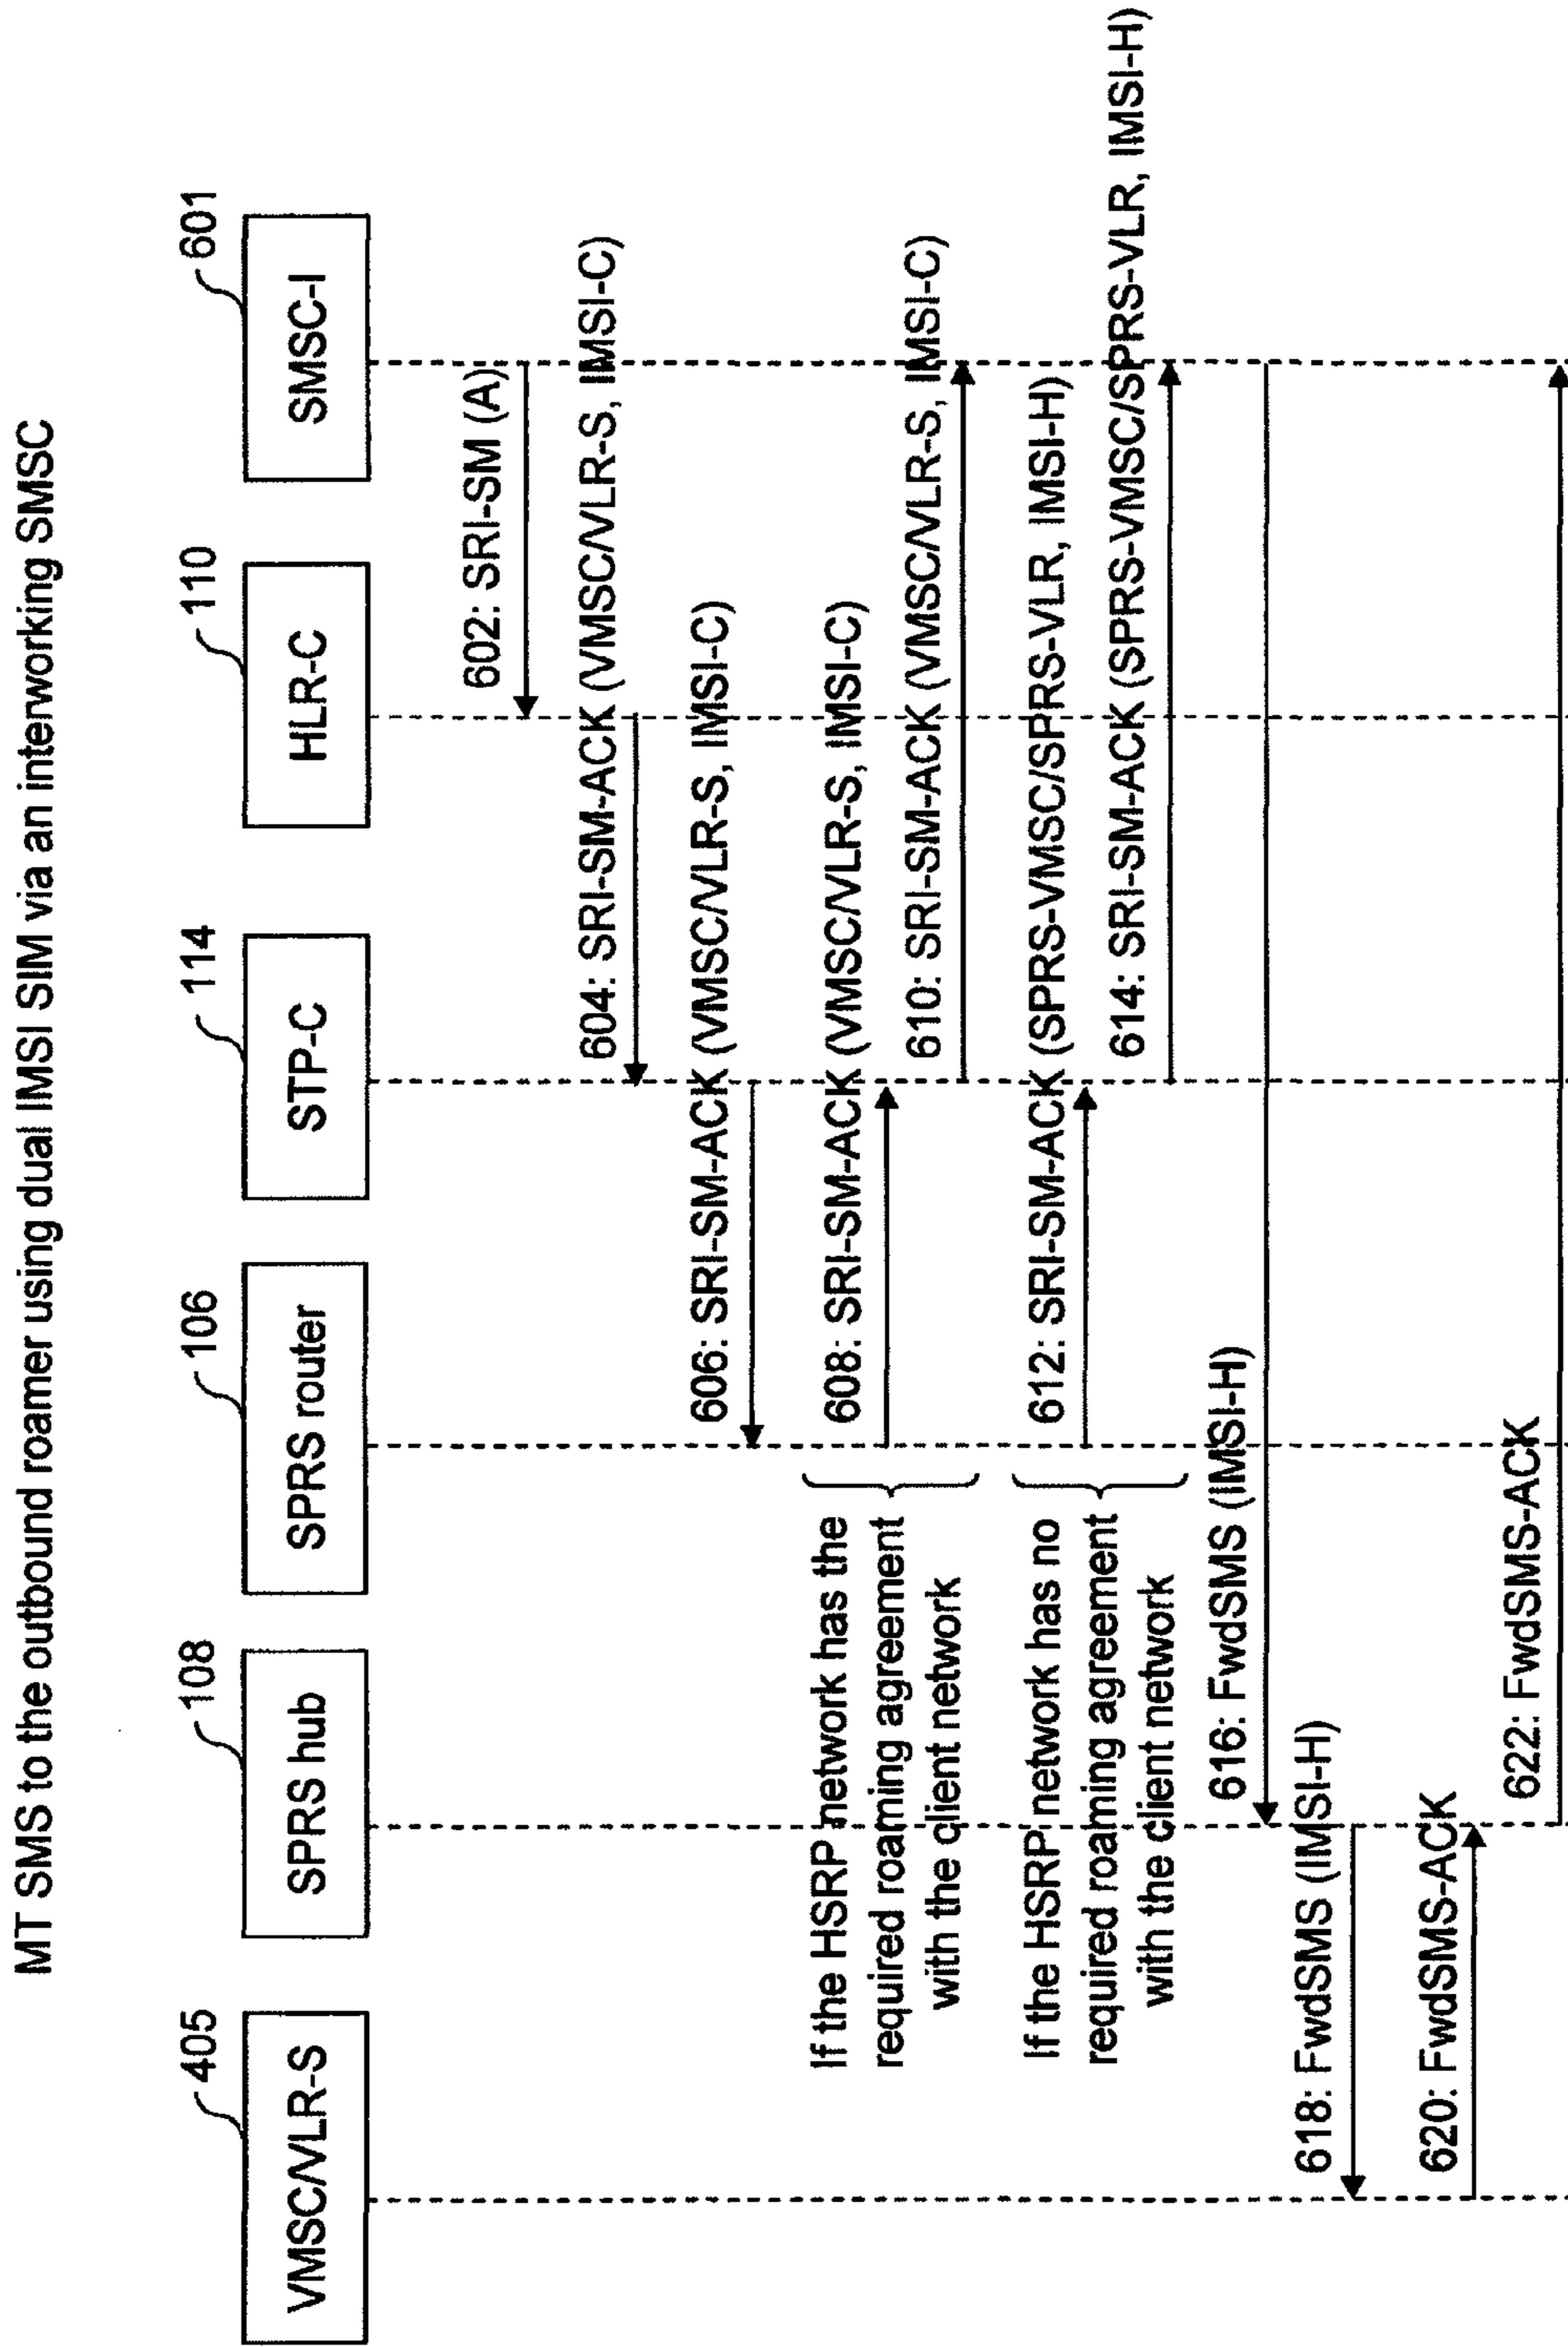 MT SMS to the outbound roamer using dual IMSI SIM via an interworking SMSC
405
108
106
114
110
601
VMSC/VLR-S
SPRS hub
SPRS router
STP-C
HLR-C
SMSC-I
602: SRI-SM (A)
604: SRI-SM-ACK (VMSC/VLR-S, IMSI-C)
606: SRI-SM-ACK (VMSC/VLR-S, IMSI-C)
If the HSRP network has the
required roaming agreement
with the client network
608: SRI-SM-ACK (VMSC/VLR-S, IMSI-C)
610: SRI-SM-ACK (VMSC/VLR-S, IMSI-C)
If the HSRP network has no
required roaming agreement
with the client network
612: SRI-SM-ACK (SPRS-VMSC/SPRS-VLR, IMSI-H)
614: SRI-SM-ACK (SPRS-VMSC/SPRS-VLR, IMSI-H)
616: FwdSMS (IMSI-H)
618: FwdSMS (IMSI-H)
620: FwdSMS-ACK
622: FwdSMS-ACK